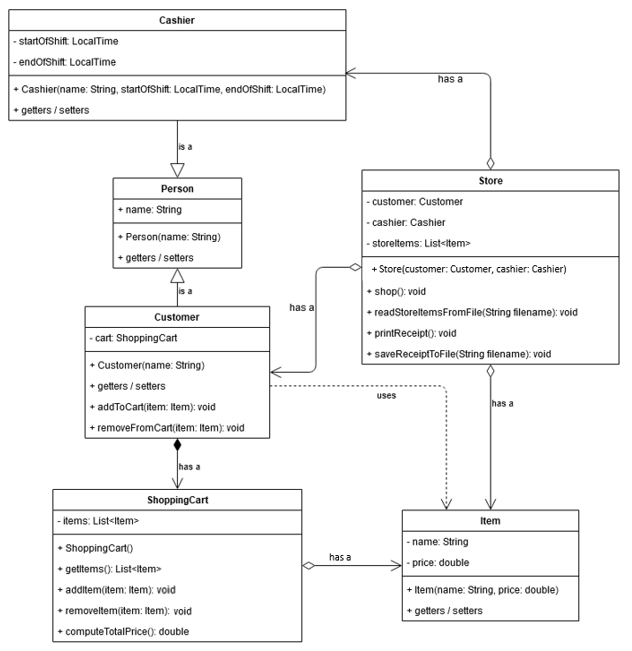 Cashier
- startOfShift: LocalTime
- endOfShift: LocalTime
+ Cashier(name: String, startOfShift: LocalTime, endOfShift: LocalTime)
+ getters / setters
has a
is a
Person
+ name: String
+ Person(name: String)
+ getters / setters
Store
- customer: Customer
- cashier: Cashier
- storeItems: List<Item>
+ Store(customer: Customer, cashier: Cashier)
+ shop(): void
+ readStoreItemsFromFile(String filename): void
+ printReceipt(): void
+ saveReceiptToFile(String filename): void
is a
has a
Customer
- cart: ShoppingCart
+ Customer(name: String)
+ getters / setters
+ addToCart(item: Item): void
+ removeFromCart(item: Item): void
uses
has a
has a
ShoppingCart
- items: List<Item>
+ ShoppingCart()
+ getItems(): List<Item>
+ addItem(item: Item): void
+ removeItem(item: Item): void
+ computeTotalPrice(): double
has a
Item
- name: String
- price: double
+ Item(name: String, price: double)
+ getters / setters